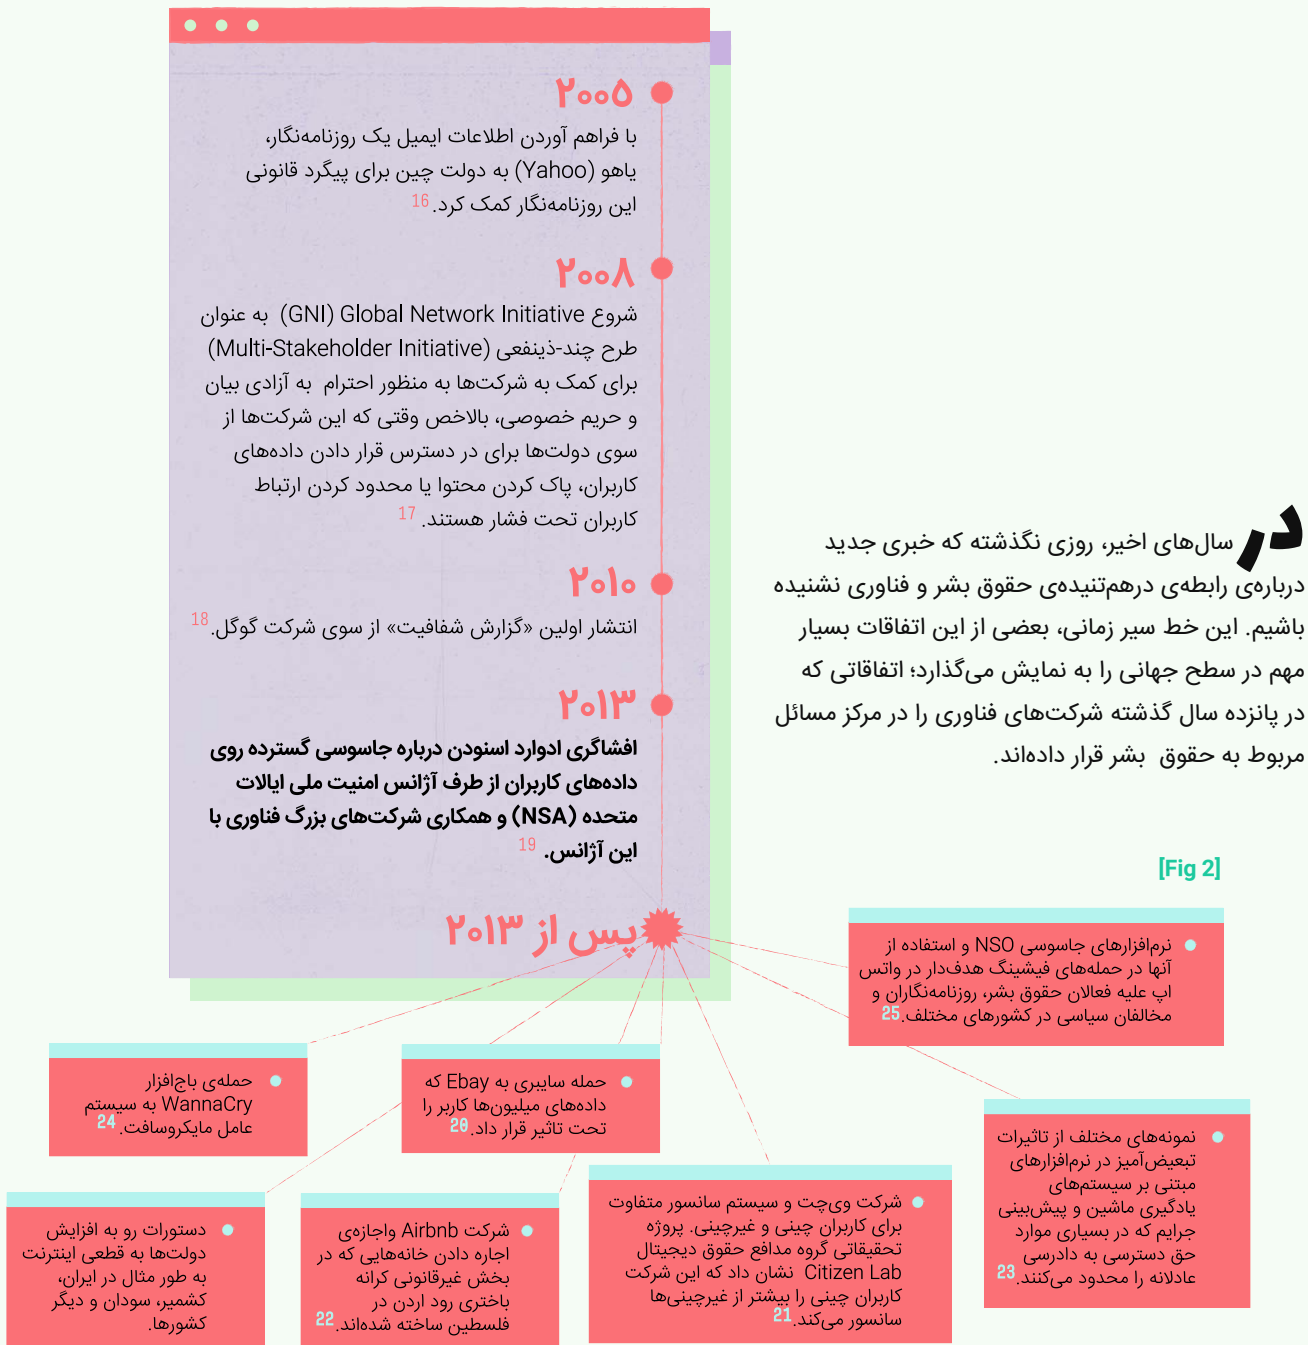 در سال‌های اخیر، روزی نگذشته که خبری جدید
درباره‌ی رابطه‌ی درهم‌تنیده‌ی حقوق بشر و فناوری نشنیده
باشیم. این خط سیر زمانی، بعضی از این اتفاقات بسیار
مهم در سطح جهانی را به نمایش می‌گذارد؛ اتفاقاتی که
در پانزده سال گذشته شرکت‌های فناوری را در مرکز مسائل
مربوط به حقوق بشر قرار داده‌اند.
[Fig 2]
۲۰۰۵
با فراهم آوردن اطلاعات ایمیل یک روزنامه‌نگار،
یاهو (Yahoo) به دولت چین برای پیگرد قانونی
این روزنامه‌نگار کمک کرد. 16
۲۰۰۸
شروع Global Network Initiative (GNI) به عنوان
طرح چند-ذینفعی (Multi-Stakeholder Initiative)
برای کمک به شرکت‌ها به منظور احترام به آزادی بیان
و حریم خصوصی، بالاخص وقتی که این شرکت‌ها از
سوی دولت‌ها برای در دسترس قرار دادن داده‌های
کاربران، پاک کردن محتوا یا محدود کردن ارتباط
کاربران تحت فشار هستند. 17
۲۰۱۰
انتشار اولین «گزارش شفافیت» از سوی شرکت گوگل. 18
۲۰۱۳
افشاگری ادوارد اسنودن درباره جاسوسی گسترده روی
داده‌های کاربران از طرف آژانس امنیت ملی ایالات
متحده (NSA) و همکاری شرکت‌های بزرگ فناوری با
این آژانس. 19
پس از ۲۰۱۳
نرم‌افزارهای جاسوسی NSO و استفاده از
آنها در حمله‌های فیشینگ هدف‌دار در واتس
اپ علیه فعالان حقوق بشر، روزنامه‌نگاران و
مخالفان سیاسی در کشورهای مختلف. 25
نمونه‌های مختلف از تاثیرات
تبعیض‌آمیز در نرم‌افزارهای
مبتنی بر سیستم‌های
یادگیری ماشین و پیش‌بینی
جرایم که در بسیاری موارد
حق دسترسی به دادرسی
عادلانه را محدود می‌کنند. 23
حمله سایبری به Ebay که
داده‌های میلیون‌ها کاربر را
تحت تاثیر قرار داد. 20
حمله‌ی باج‌افزار
WannaCry به سیستم
عامل مایکروسافت. 24
شرکت وی‌چت و سیستم سانسور متفاوت
برای کاربران چینی و غیرچینی. پروژه
تحقیقاتی گروه مدافع حقوق دیجیتال
Citizen Lab نشان داد که این شرکت
کاربران چینی را بیشتر از غیرچینی‌ها
سانسور می‌کند. 21
شرکت Airbnb واجازه‌ی
اجاره دادن خانه‌هایی که در
بخش غیرقانونی کرانه
باختری رود اردن در
فلسطین ساخته شده‌اند. 22
دستورات رو به افزایش
دولت‌ها به قطعی اینترنت
به طور مثال در ایران،
کشمیر، سودان و دیگر
کشورها.